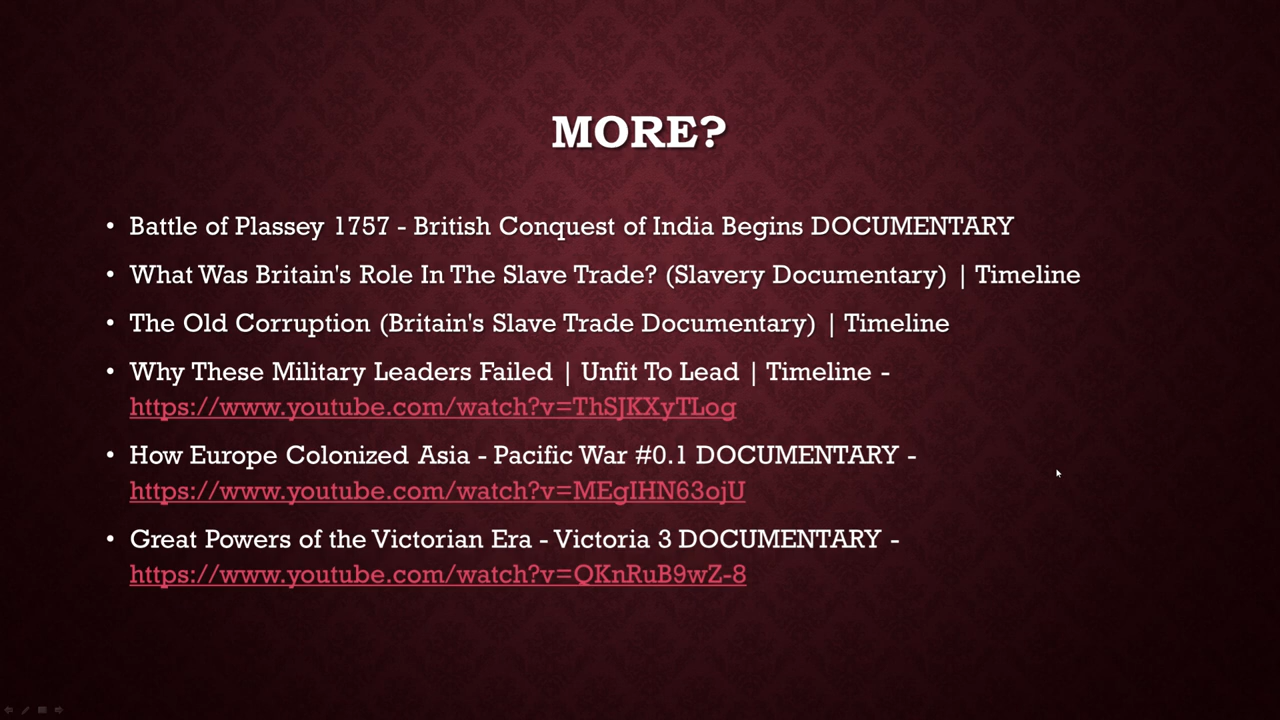 MORE?
• Battle of Plassey 1757 - British Conquest of India Begins DOCUMENTARY
• What Was Britain's Role In The Slave Trade? (Slavery Documentary) | Timeline
• The Old Corruption (Britain's Slave Trade Documentary) | Timeline
• Why These Military Leaders Failed | Unfit To Lead | Timeline -
https://www.youtube.com/watch?v=ThSJKXyTLog
• How Europe Colonized Asia - Pacific War #0.1 DOCUMENTARY -
https://www.youtube.com/watch?v=MEgIHN63ojU
• Great Powers of the Victorian Era - Victoria 3 DOCUMENTARY -
https://www.youtube.com/watch?v=QKnRuB9wZ-8